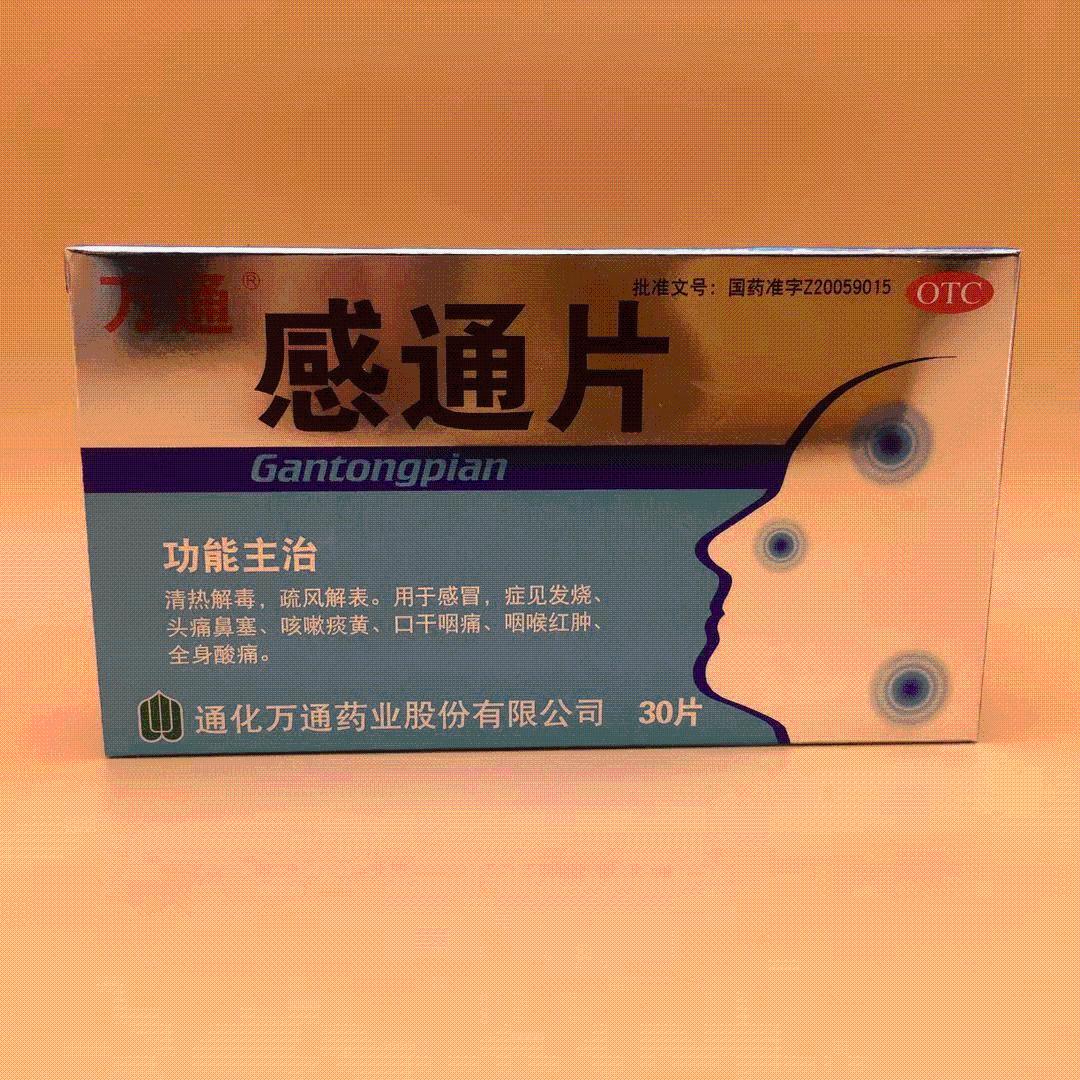 万通®
批准文号：国药准字Z20059015
OTC
感通片
Gantongpian
功能主治
清热解毒，疏风解表。用于感冒，症见发烧、
头痛鼻塞、咳嗽痰黄、口干咽痛、咽喉红肿、
全身酸痛。
通化万通药业股份有限公司 30片